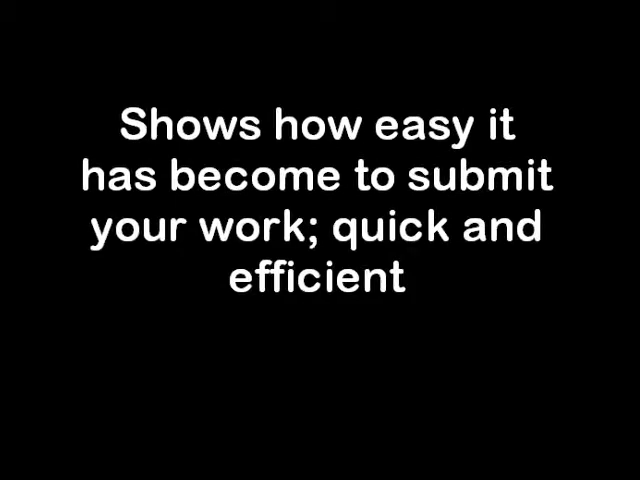 Shows how easy it
has become to submit
your work; quick and
efficient